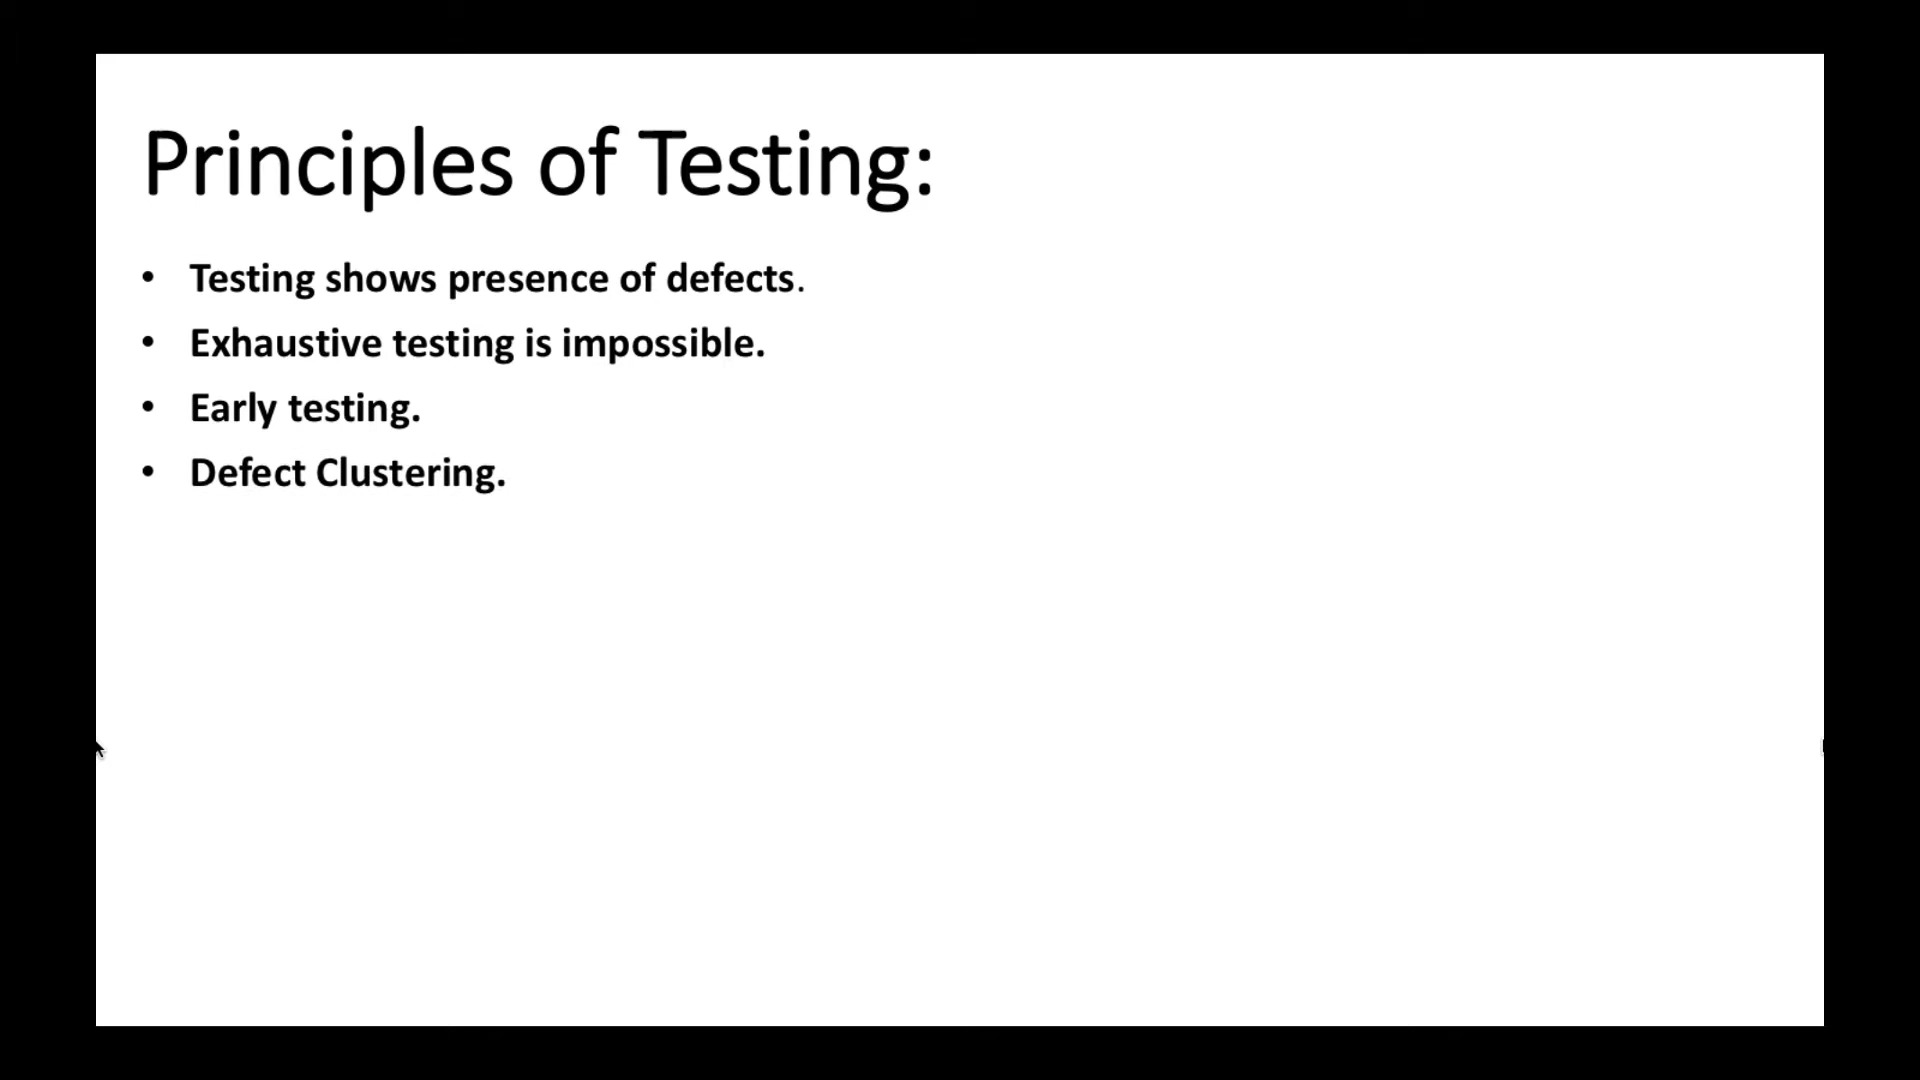 Principles of Testing:
• Testing shows presence of defects.
• Exhaustive testing is impossible.
• Early testing.
• Defect Clustering.